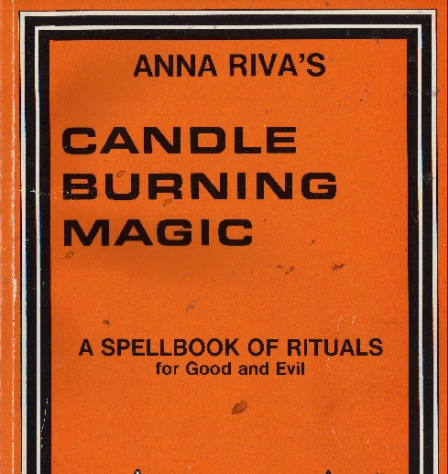 ANNA RIVA'S
CANDLE
BURNING
MAGIC
A SPELLBOOK OF RITUALS
for Good and Evil